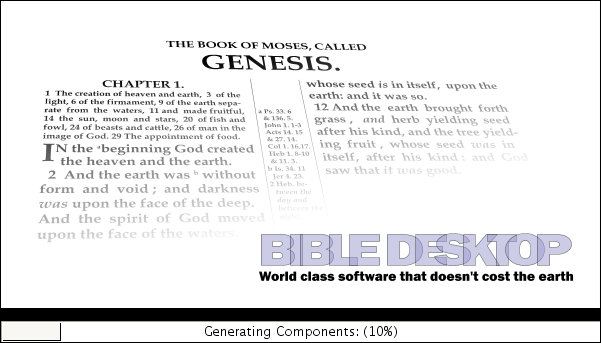 THE BOOK OF MOSES, CALLED
GENESIS.
CHAPTER 1.
1 The creation of heaven and earth, 3 of the
light, 6 of the firmament, 9 of the earth sepa-
rate from the waters, 11 and made fruitful,
14 the sun, moon and stars, 20 of fish and
fowl, 24 of beasts and cattle, 26 of man in the
image of God. 29 The appointment of food.
IN the ᵃbeginning God created
the heaven and the earth.
2 And the earth was ᵇ without
form and void ; and darkness
was upon the face of the deep.
And the spirit of God moved
upon the face of the waters.
a Ps. 33. 6
& 136. 5.
John 1. 1-3
Acts 14. 15
& 27. 14.
Col 1. 16,17.
Heb 1. 8-10
& 11. 3.
b Is, 34. 11
Jer 4. 23.
2 Heb. be-
tween the
day and
between the
night
whose seed is in itself, upon the
earth: and it was so.
12 And the earth brought forth
grass , and herb yielding seed
after his kind, and the tree yield-
ing fruit , whose seed was in
itself, after his kind : and God
saw that it was good.
BIBLE DESKTOP
World class software that doesn't cost the earth
Generating Components: (10%)